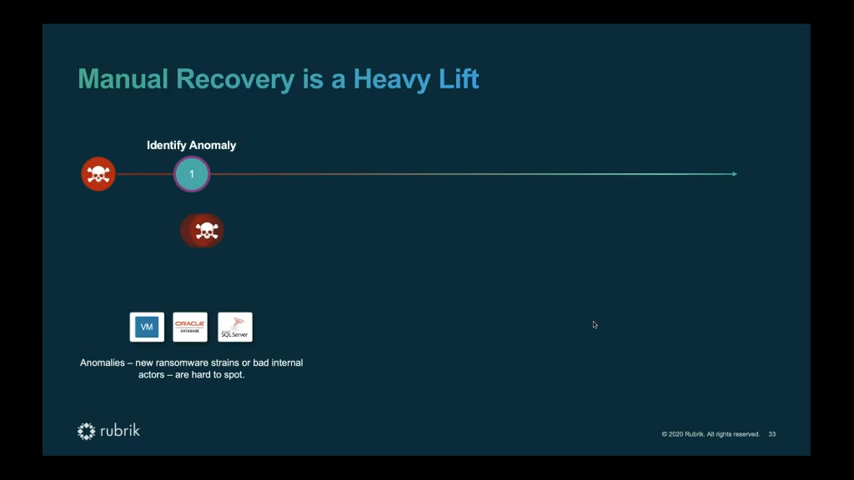 Manual Recovery is a Heavy Lift
Identify Anomaly
1
VM
ORACLE
DATABASE
SQL Server
Anomalies – new ransomware strains or bad internal
actors – are hard to spot.
rubrik
© 2020 Rubrik. All rights reserved. 33